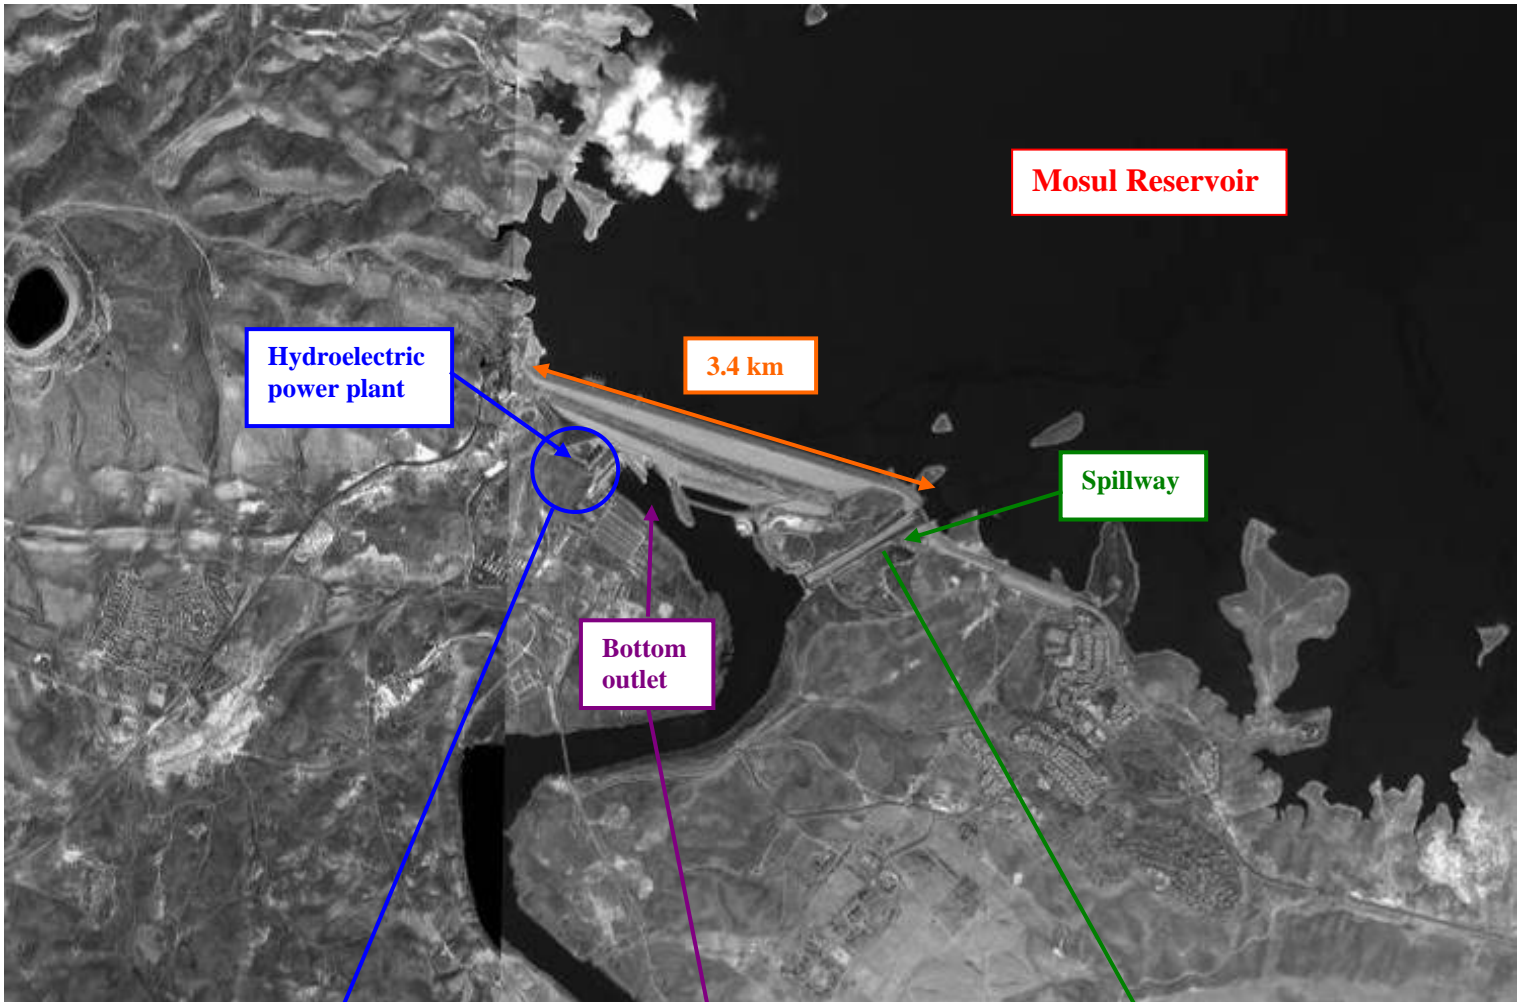 Mosul Reservoir
Hydroelectric
power plant
3.4 km
Spillway
Bottom
outlet